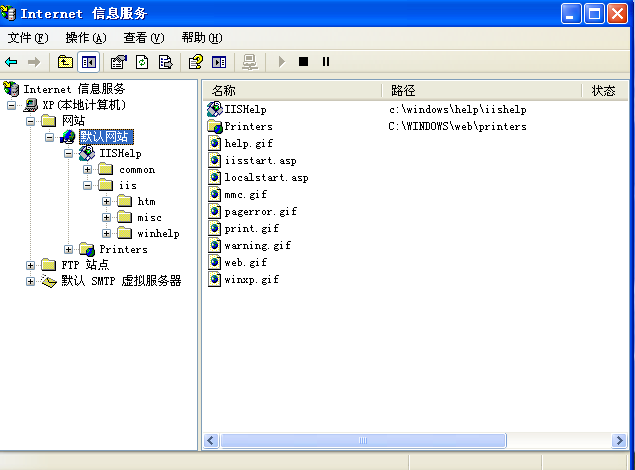 Internet 信息服务
文件(F) 操作(A) 查看(V) 帮助(H)
Internet 信息服务
XP(本地计算机)
网站
默认网站
IISHelp
common
iis
htm
misc
winhelp
Printers
FTP 站点
默认 SMTP 虚拟服务器
名称 路径 状态
IISHelp c:\windows\help\iishelp
Printers C:\WINDOWS\web\printers
help.gif
iisstart.asp
localstart.asp
mmc.gif
pagerror.gif
print.gif
warning.gif
web.gif
winxp.gif